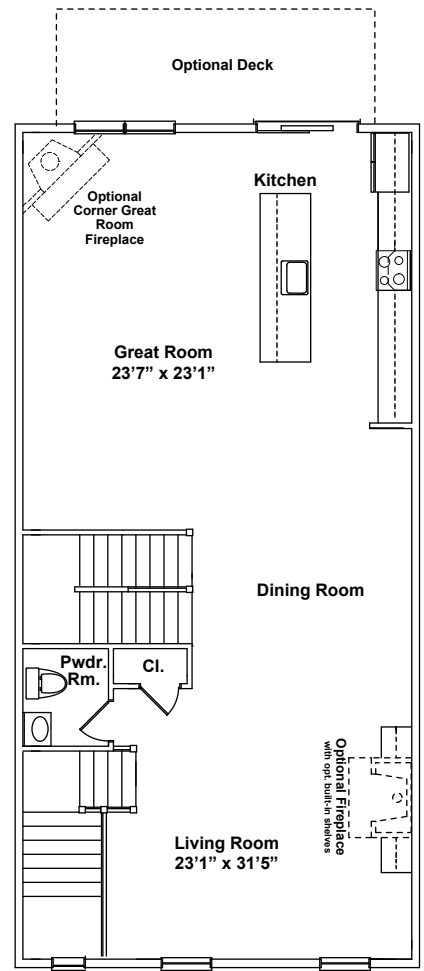 Optional Deck
Kitchen
Optional
Corner Great
Room
Fireplace
Great Room
23’7” x 23’1”
Dining Room
Pwdr.
Rm.
Cl.
Optional Fireplace
with opt. built-in shelves
Living Room
23’1” x 31’5”